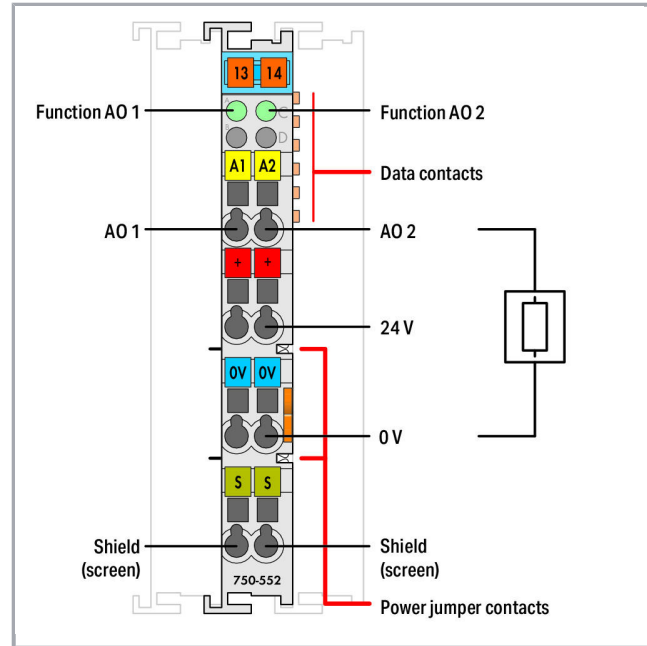 13 14
A
Function AO 1
C
Function AO 2
B
D
A1 A2
Data contacts
AO 1
AO 2
+ +
24 V
0V 0V
0 V
S S
Shield
(screen)
Shield
(screen)
750-552
Power jumper contacts